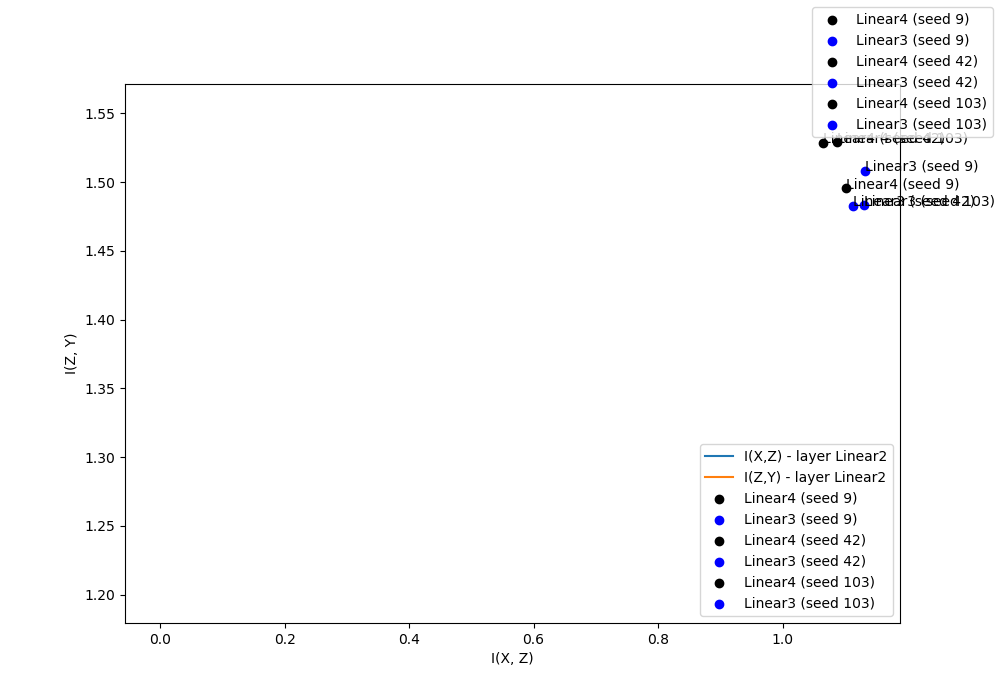 Linear4 (seed 9)
Linear3 (seed 9)
Linear4 (seed 42)
Linear3 (seed 42)
Linear4 (seed 103)
Linear3 (seed 103)
1.55
1.50
1.45
1.40
1.35
1.30
1.25
1.20
I(Z, Y)
Linear3 (seed 9)
Linear4 (seed 9)
I(X,Z) - layer Linear2
I(Z,Y) - layer Linear2
Linear4 (seed 9)
Linear3 (seed 9)
Linear4 (seed 42)
Linear3 (seed 42)
Linear4 (seed 103)
Linear3 (seed 103)
0.0 0.2 0.4 0.6 0.8 1.0
I(X, Z)